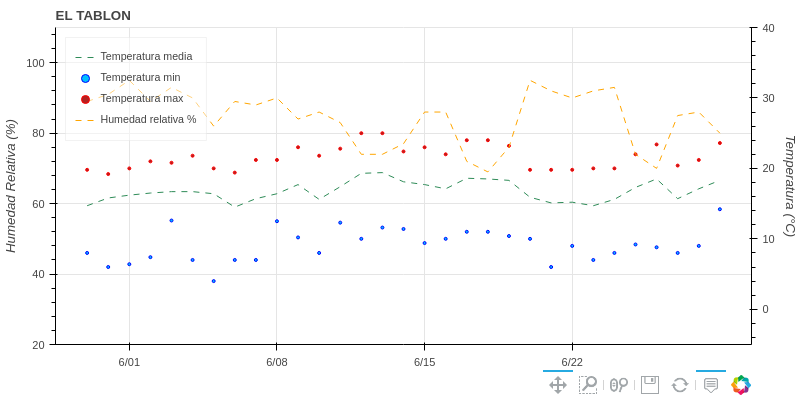 EL TABLON
Temperatura media
Temperatura min
Temperatura max
Humedad relativa %
Humedad Relativa (%)
100
80
60
40
20
40
30
20
10
0
Temperatura (°C)
6/01
6/08
6/15
6/22